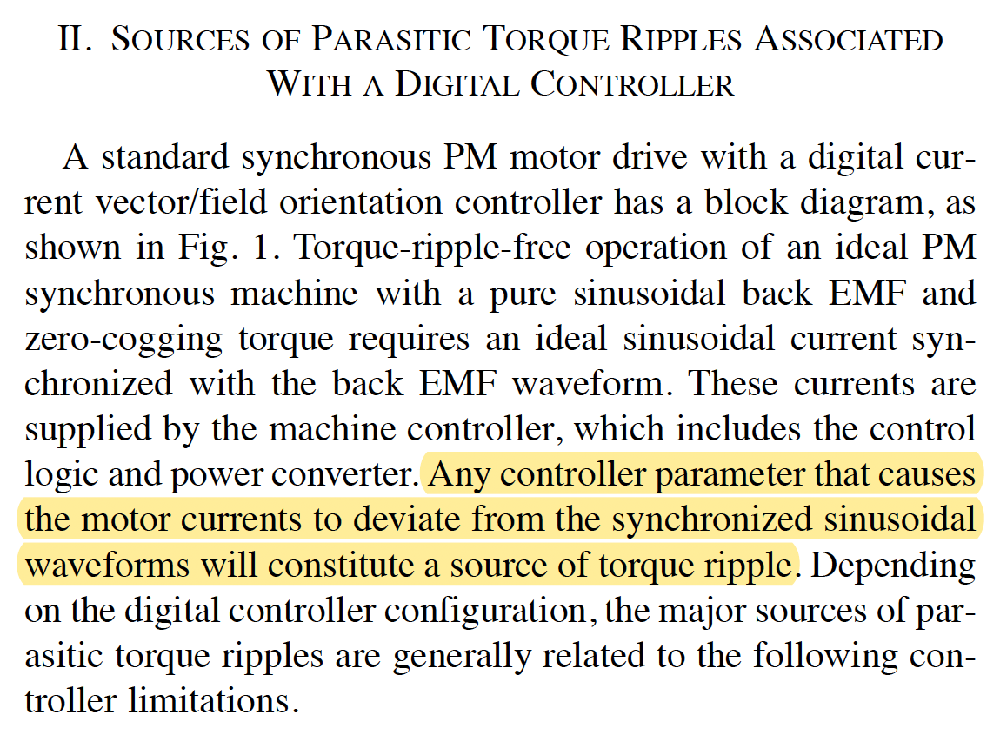 II. SOURCES OF PARASITIC TORQUE RIPPLES ASSOCIATED
WITH A DIGITAL CONTROLLER
A standard synchronous PM motor drive with a digital cur-
rent vector/field orientation controller has a block diagram, as
shown in Fig. 1. Torque-ripple-free operation of an ideal PM
synchronous machine with a pure sinusoidal back EMF and
zero-cogging torque requires an ideal sinusoidal current syn-
chronized with the back EMF waveform. These currents are
supplied by the machine controller, which includes the control
logic and power converter. Any controller parameter that causes
the motor currents to deviate from the synchronized sinusoidal
waveforms will constitute a source of torque ripple. Depending
on the digital controller configuration, the major sources of par-
asitic torque ripples are generally related to the following con-
troller limitations.